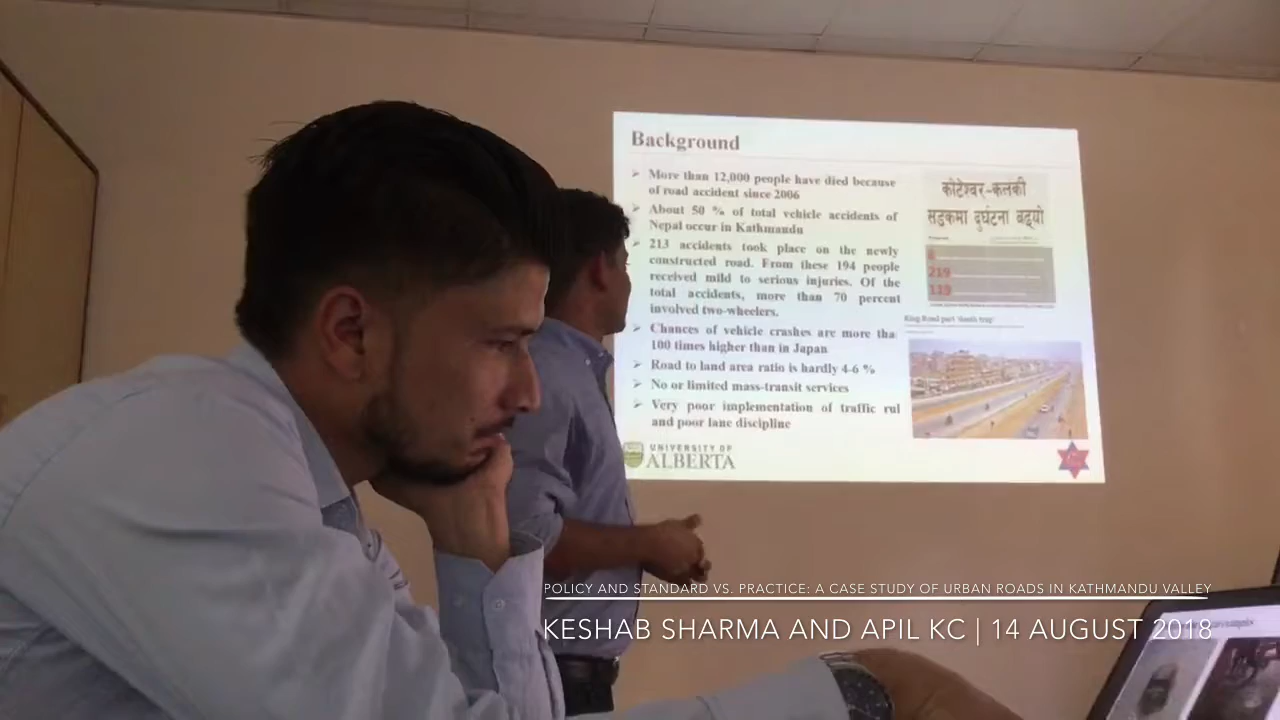 Background
➢ More than 12,000 people have died because
of road accident since 2006
➢ About 50 % of total vehicle accidents of
Nepal occur in Kathmandu
➢ 213 accidents took place on the newly
constructed road. From these 194 people
received mild to serious injuries. Of the
total accidents, more than 70 percent
involved two-wheelers.
➢ Chances of vehicle crashes are more tha
100 times higher than in Japan
➢ Road to land area ratio is hardly 4-6 %
➢ No or limited mass-transit services
➢ Very poor implementation of traffic rul
and poor lane discipline
कोटेश्वर-कलंकी
सडकमा दुर्घटना बढ्यो
219
Ring Road part 'death trap'
UNIVERSITY OF
ALBERTA
POLICY AND STANDARD VS. PRACTICE: A CASE STUDY OF URBAN ROADS IN KATHMANDU VALLEY
KESHAB SHARMA AND APIL KC | 14 AUGUST 2018